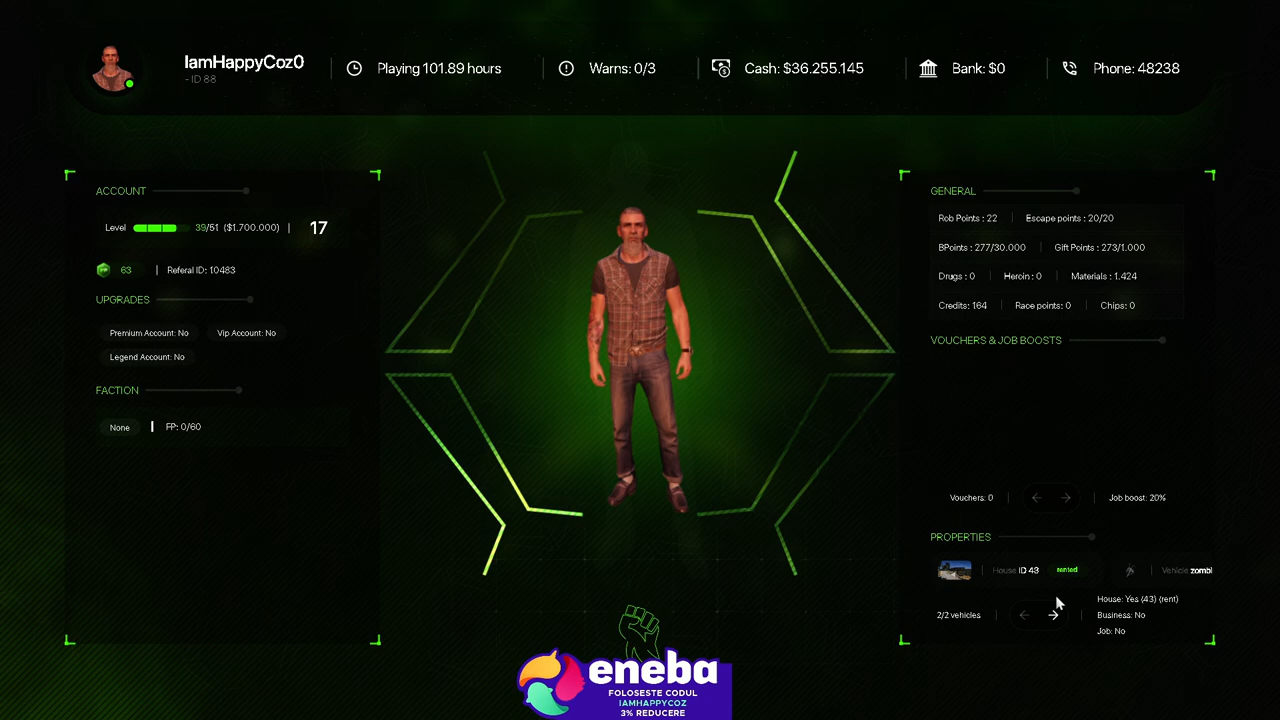 IamHappyCoz0
- ID 88
Playing 101.89 hours
Warns: 0/3
Cash: $36.255.145
Bank: $0
Phone: 48238
ACCOUNT
Level 39/51 ($1.700.000) | 17
PP 63 | Referal ID: 10483
UPGRADES
Premium Account: No Vip Account: No
Legend Account: No
FACTION
None | FP: 0/60
GENERAL
Rob Points : 22 | Escape points : 20/20
BPoints : 277/30.000 | Gift Points : 273/1.000
Drugs : 0 | Heroin : 0 | Materials : 1.424
Credits: 164 | Race points: 0 | Chips: 0
VOUCHERS & JOB BOOSTS
Vouchers: 0 | Job boost: 20%
PROPERTIES
House ID 43 rented | Vehicle zombi
2/2 vehicles
House: Yes (43) (rent)
Business: No
Job: No
eneba
FOLOSESTE CODUL
IAMHAPPYCOZ
3% REDUCERE